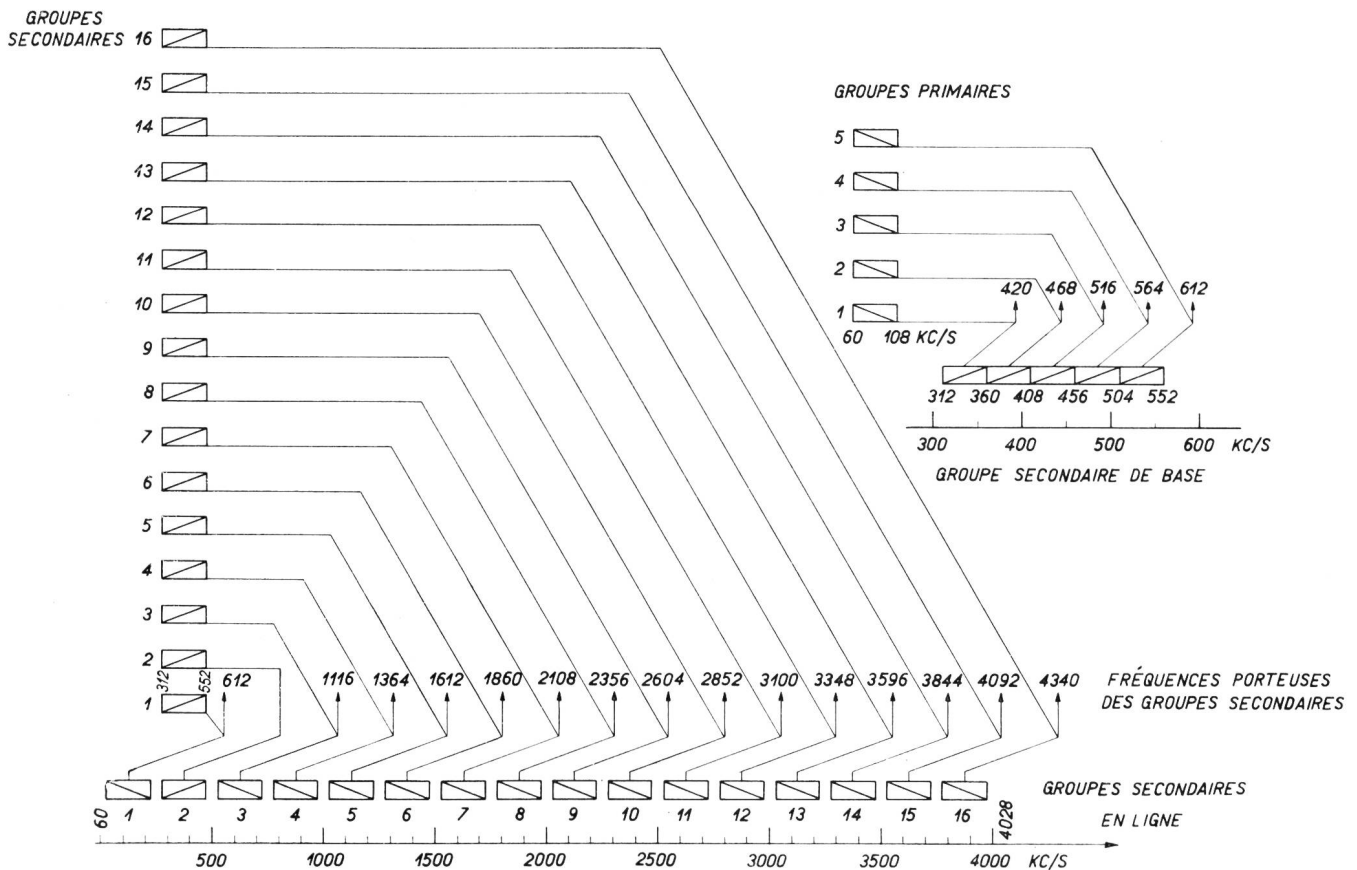 GROUPES
SECONDAIRES 16
15
14
13
12
11
10
9
8
7
6
5
4
3
2
312 552
1
612 1116 1364 1612 1860 2108 2356 2604 2852 3100 3348 3596 3844 4092 4340
FRÉQUENCES PORTEUSES
DES GROUPES SECONDAIRES
GROUPES SECONDAIRES
EN LIGNE
60 1 2 3 4 5 6 7 8 9 10 11 12 13 14 15 16 4028
500 1000 1500 2000 2500 3000 3500 4000 KC/S
GROUPES PRIMAIRES
5
4
3
2
1
60 108 KC/S
420 468 516 564 612
312 360 408 456 504 552
300 400 500 600 KC/S
GROUPE SECONDAIRE DE BASE